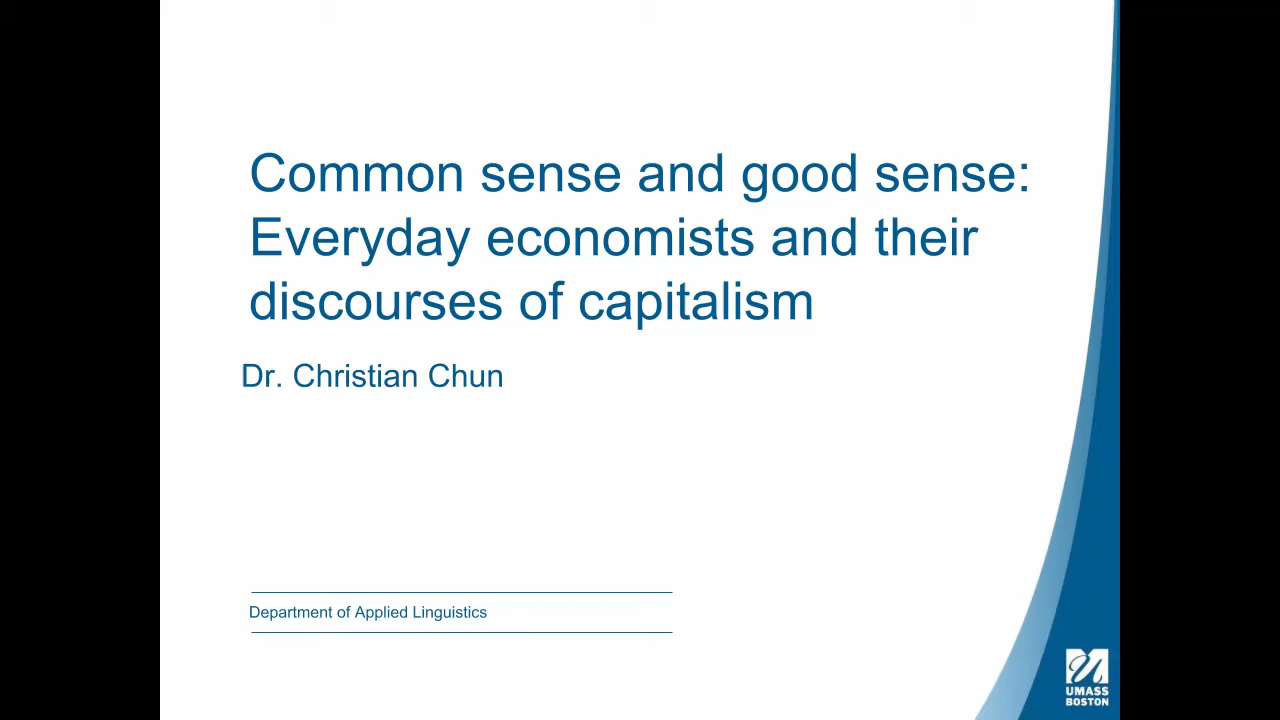 Common sense and good sense:
Everyday economists and their
discourses of capitalism
Dr. Christian Chun
Department of Applied Linguistics
UMASS
BOSTON